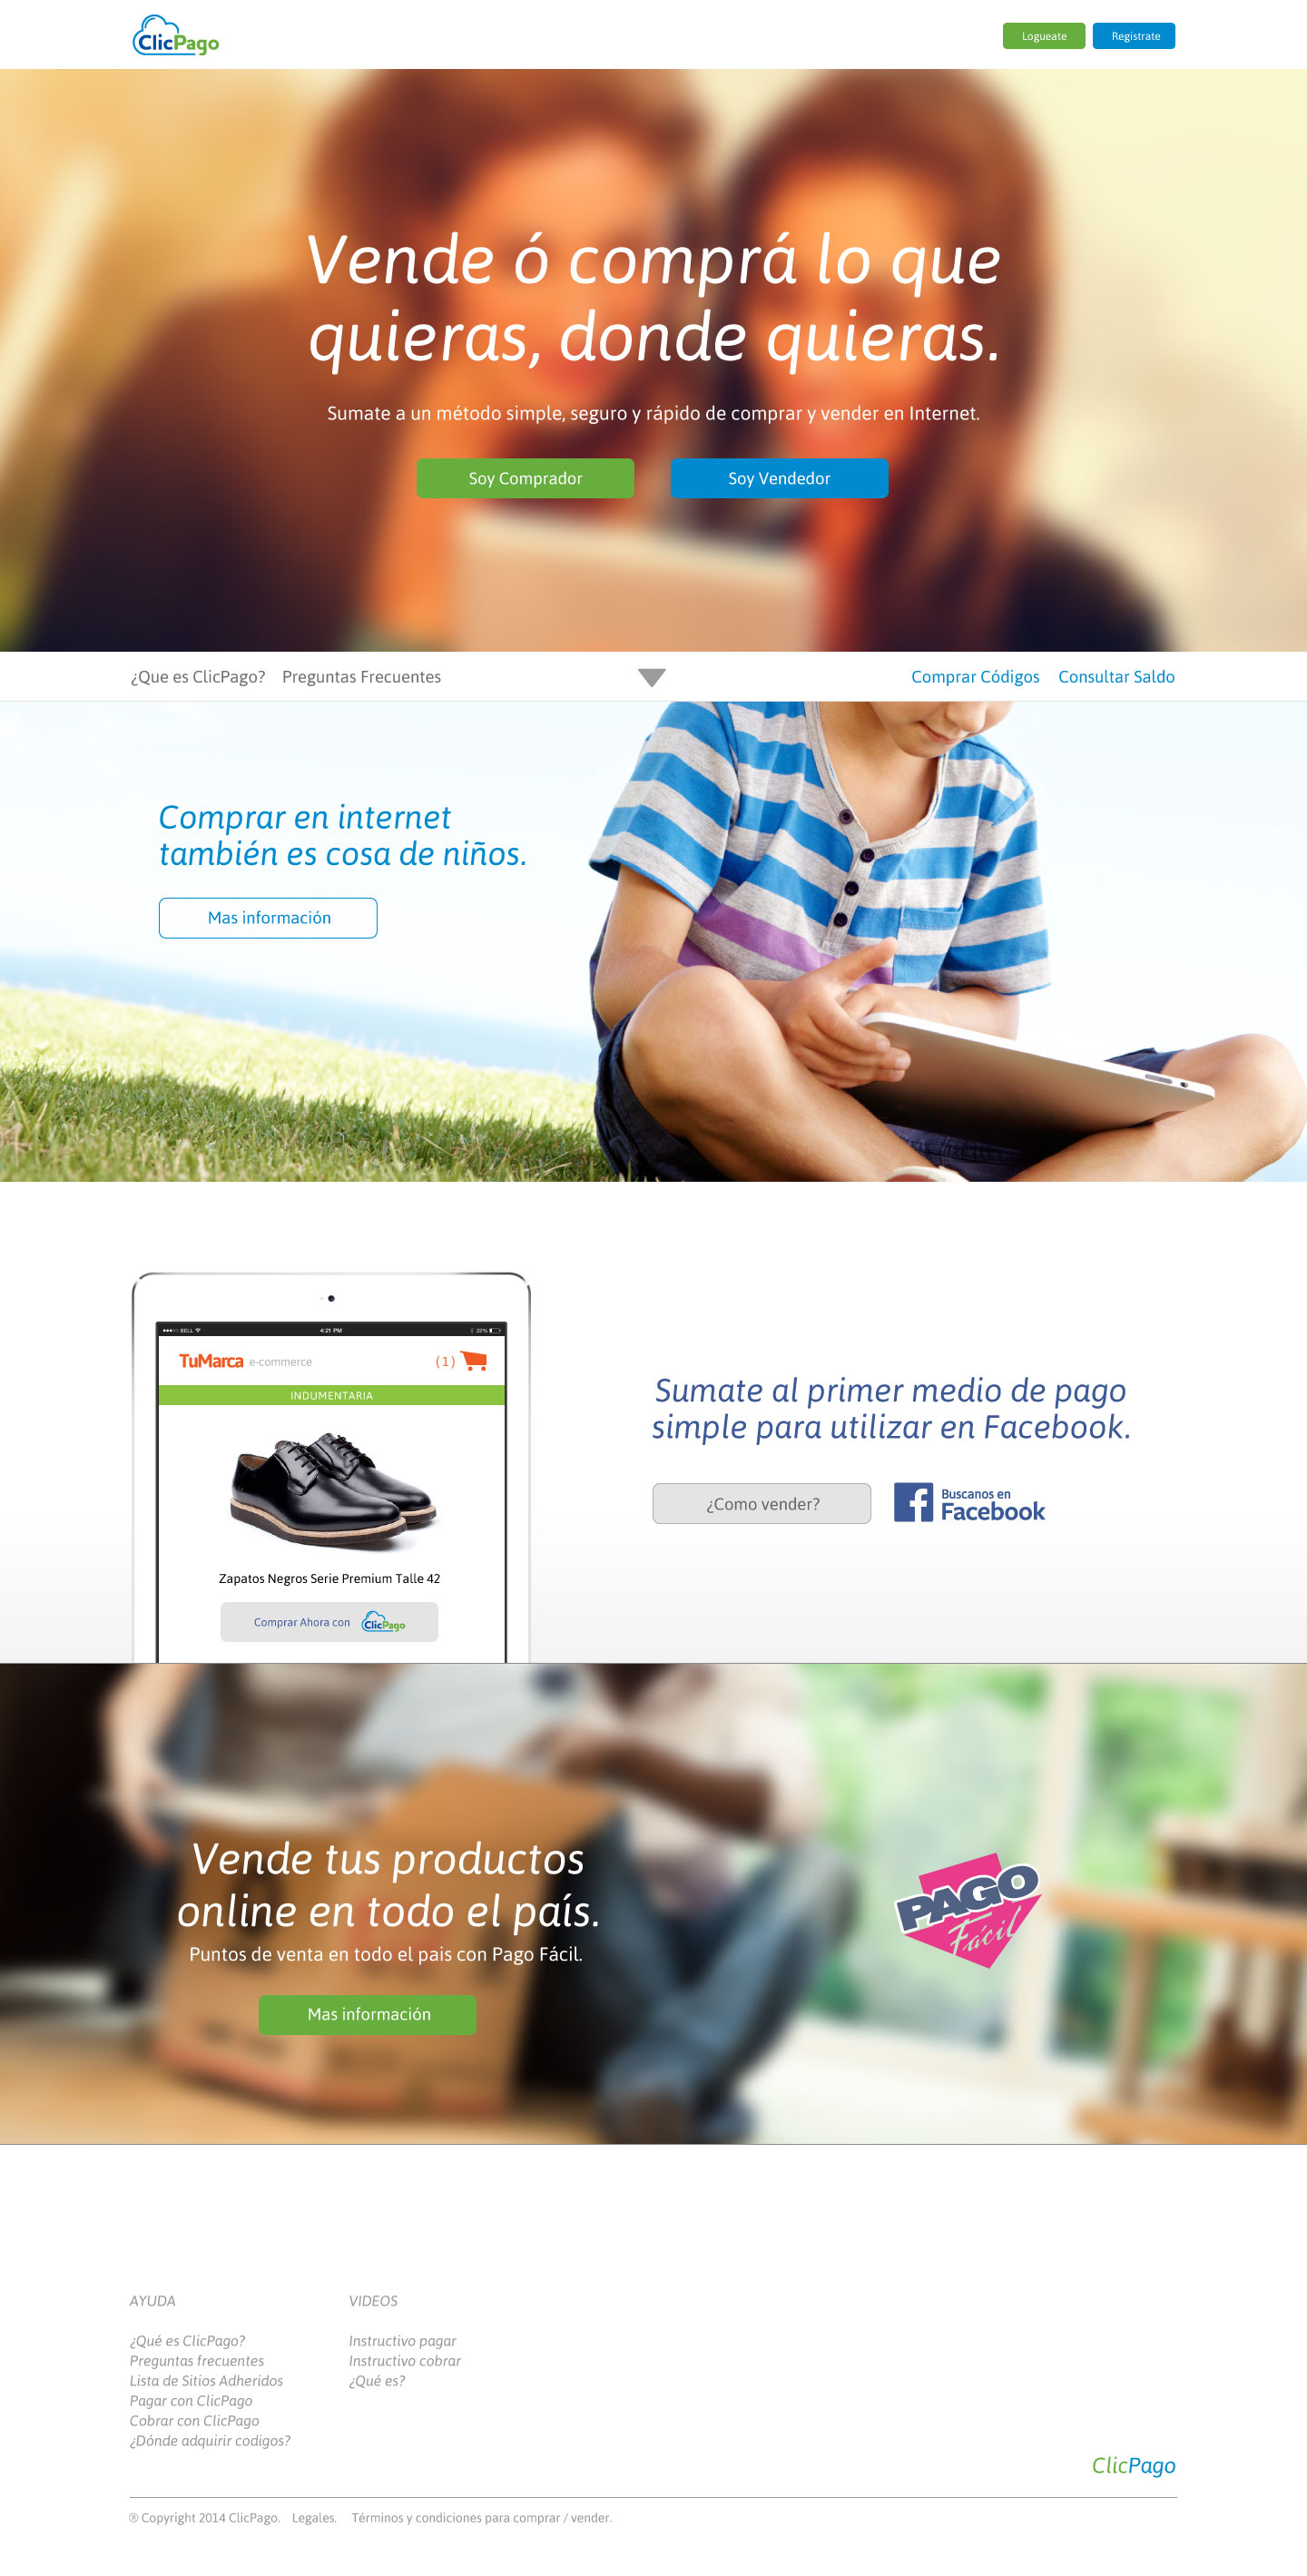 ClicPago
Logueate
Registrate
Vende ó comprá lo que
quieras, donde quieras.
Sumate a un método simple, seguro y rápido de comprar y vender en Internet.
Soy Comprador
Soy Vendedor
¿Que es ClicPago?
Preguntas Frecuentes
Comprar Códigos
Consultar Saldo
Comprar en internet
también es cosa de niños.
Mas información
BELL
4:21 PM
22%
TuMarca e-commerce
(1)
INDUMENTARIA
Zapatos Negros Serie Premium Talle 42
Comprar Ahora con ClicPago
Sumate al primer medio de pago
simple para utilizar en Facebook.
¿Como vender?
Buscanos en
Facebook
Vende tus productos
online en todo el país.
Puntos de venta en todo el pais con Pago Fácil.
Mas información
PAGO
Fácil
AYUDA
¿Qué es ClicPago?
Preguntas frecuentes
Lista de Sitios Adheridos
Pagar con ClicPago
Cobrar con ClicPago
¿Dónde adquirir codigos?
VIDEOS
Instructivo pagar
Instructivo cobrar
¿Qué es?
ClicPago
® Copyright 2014 ClicPago.
Legales.
Términos y condiciones para comprar / vender.